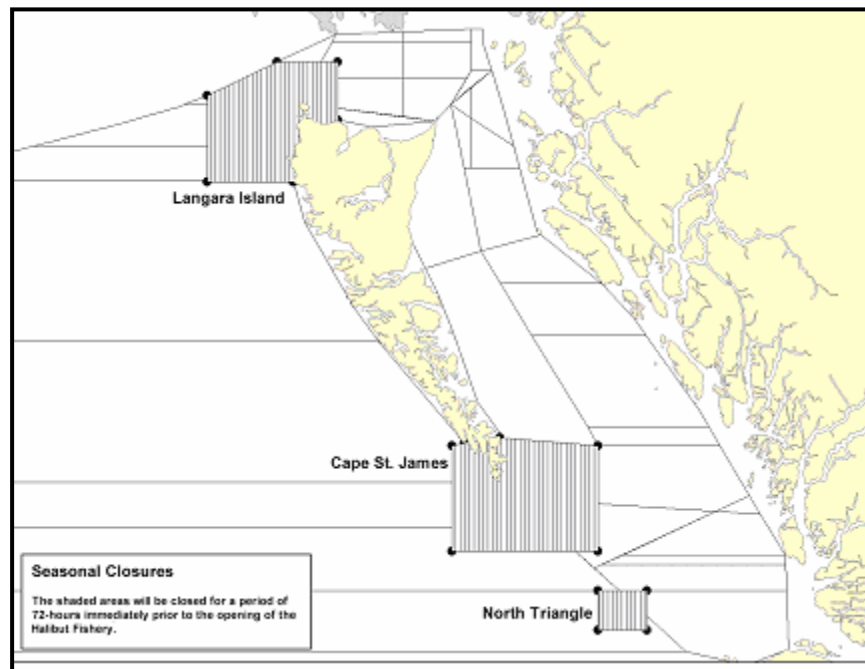 Langara Island
Cape St. James
Seasonal Closures
The shaded areas will be closed for a period of
72-hours immediately prior to the opening of the
Halibut Fishery.
North Triangle